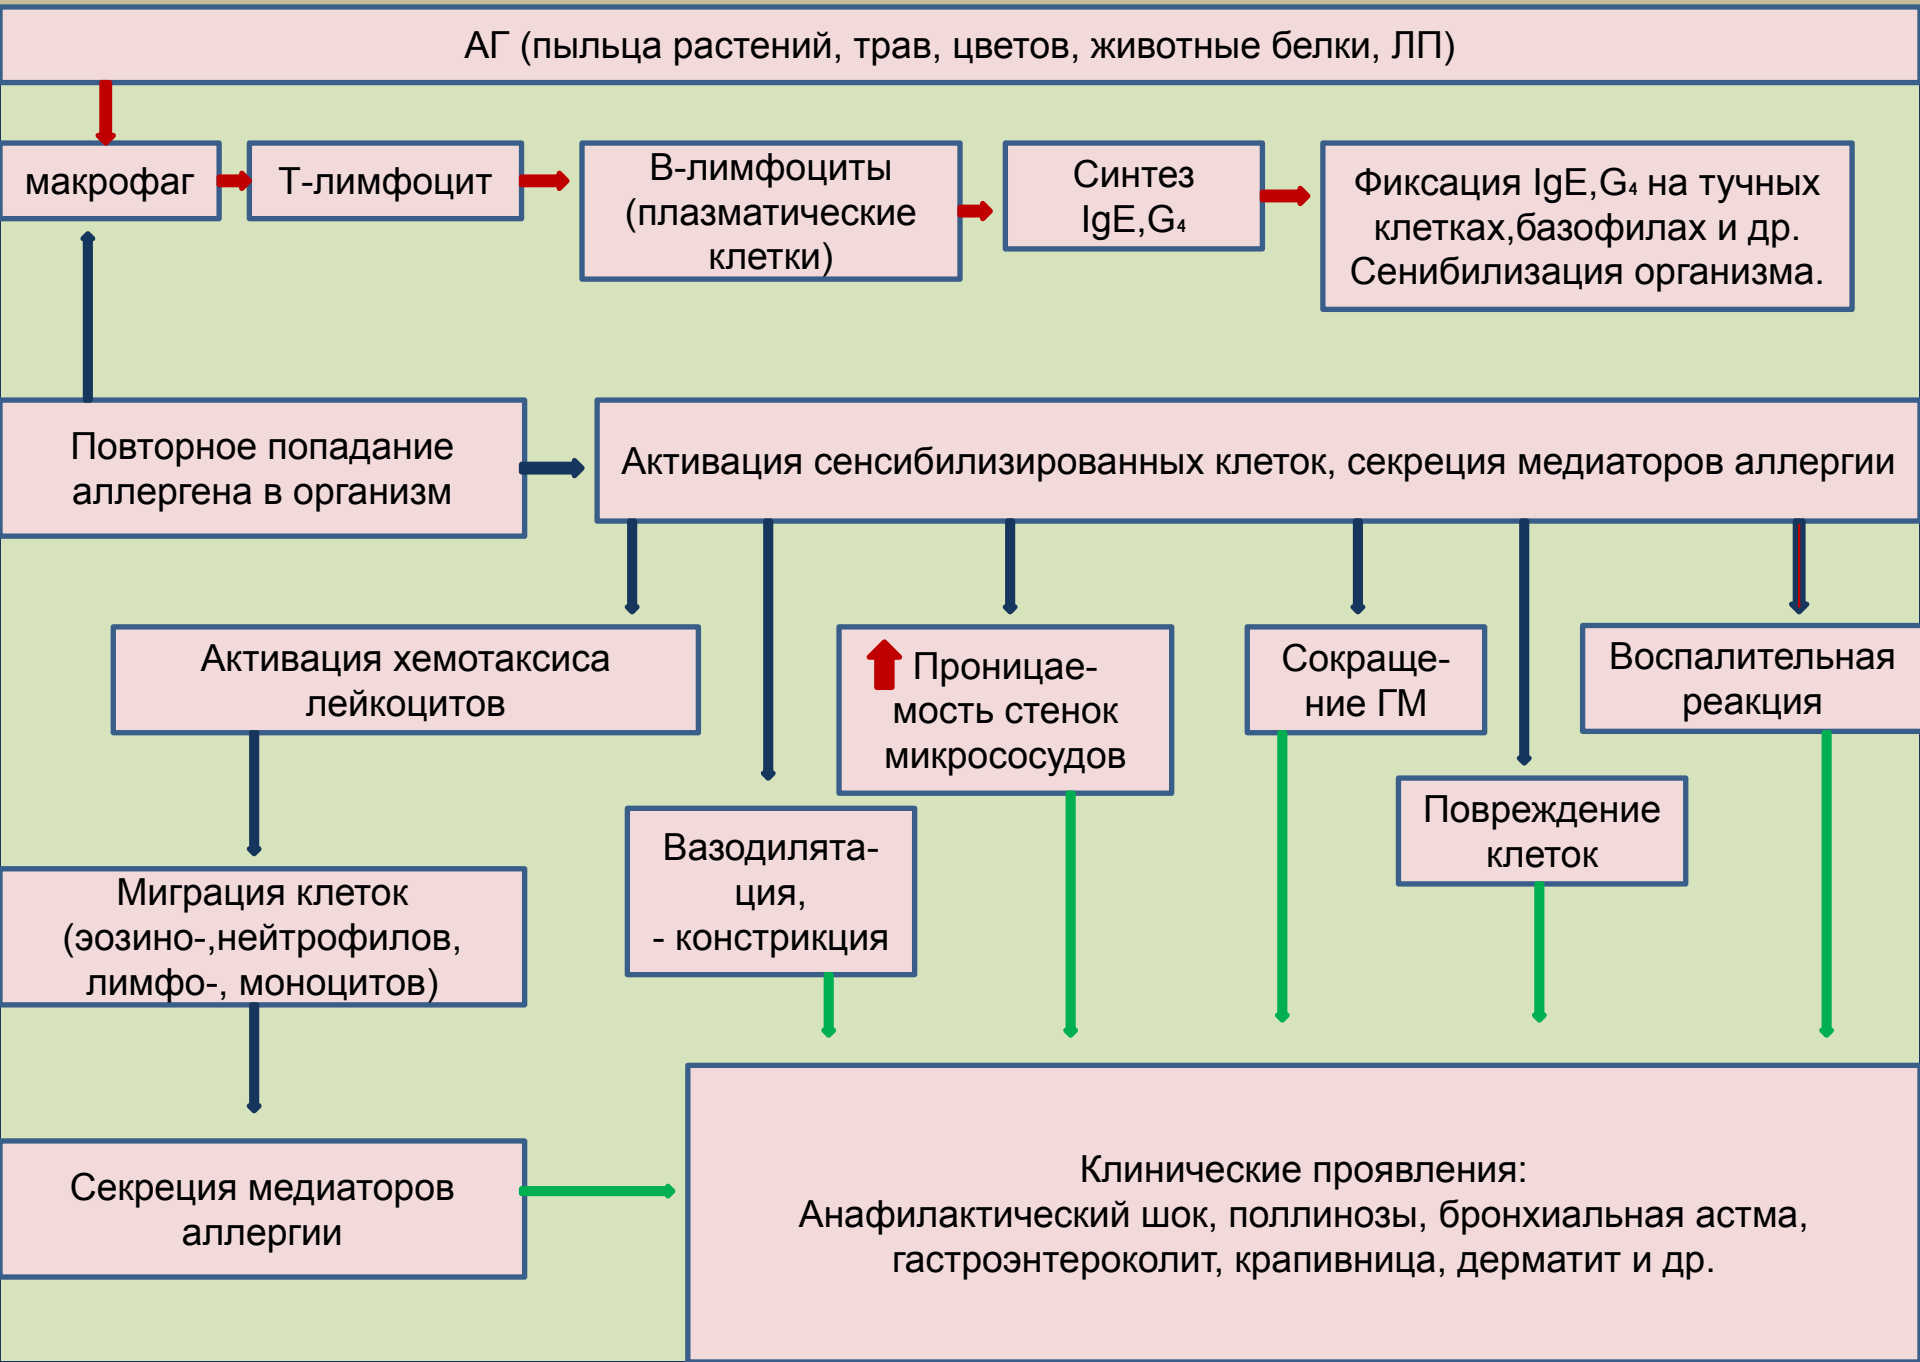 АГ (пыльца растений, трав, цветов, животные белки, ЛП)
макрофаг
Т-лимфоцит
В-лимфоциты
(плазматические
клетки)
Синтез
IgE,G₄
Фиксация IgE,G₄ на тучных
клетках,базофилах и др.
Сенибилизация организма.
Повторное попадание
аллергена в организм
Активация сенсибилизированных клеток, секреция медиаторов аллергии
Активация хемотаксиса
лейкоцитов
Проницае-
мость стенок
микрососудов
Сокраще-
ние ГМ
Воспалительная
реакция
Вазодилята-
ция,
- констрикция
Повреждение
клеток
Миграция клеток
(эозино-,нейтрофилов,
лимфо-, моноцитов)
Секреция медиаторов
аллергии
Клинические проявления:
Анафилактический шок, поллинозы, бронхиальная астма,
гастроэнтероколит, крапивница, дерматит и др.